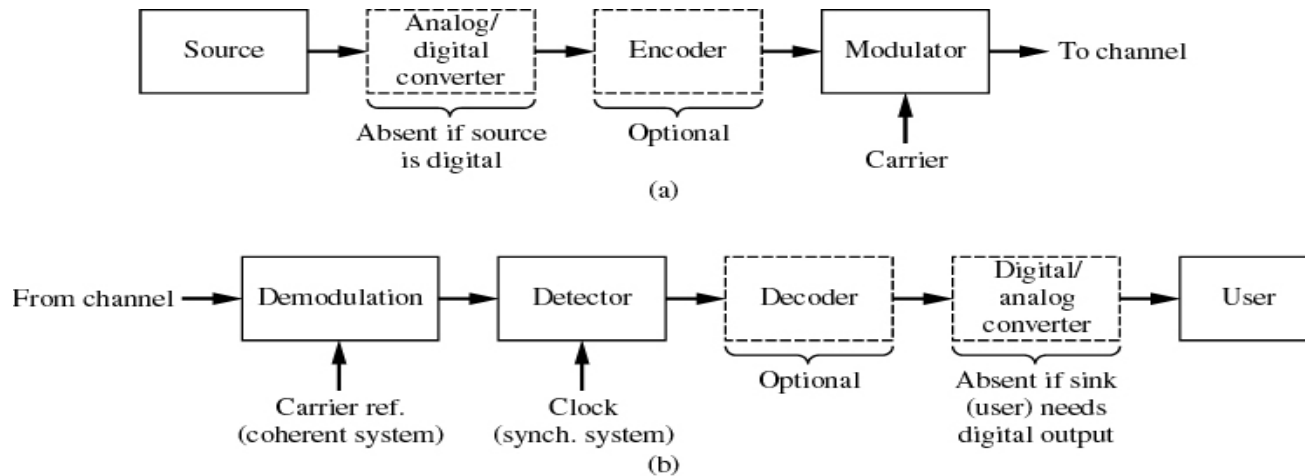 Source
Analog/
digital
converter
Encoder
Modulator
To channel
Absent if source
is digital
Optional
Carrier
(a)
From channel
Demodulation
Detector
Decoder
Digital/
analog
converter
User
Carrier ref.
(coherent system)
Clock
(synch. system)
Optional
Absent if sink
(user) needs
digital output
(b)